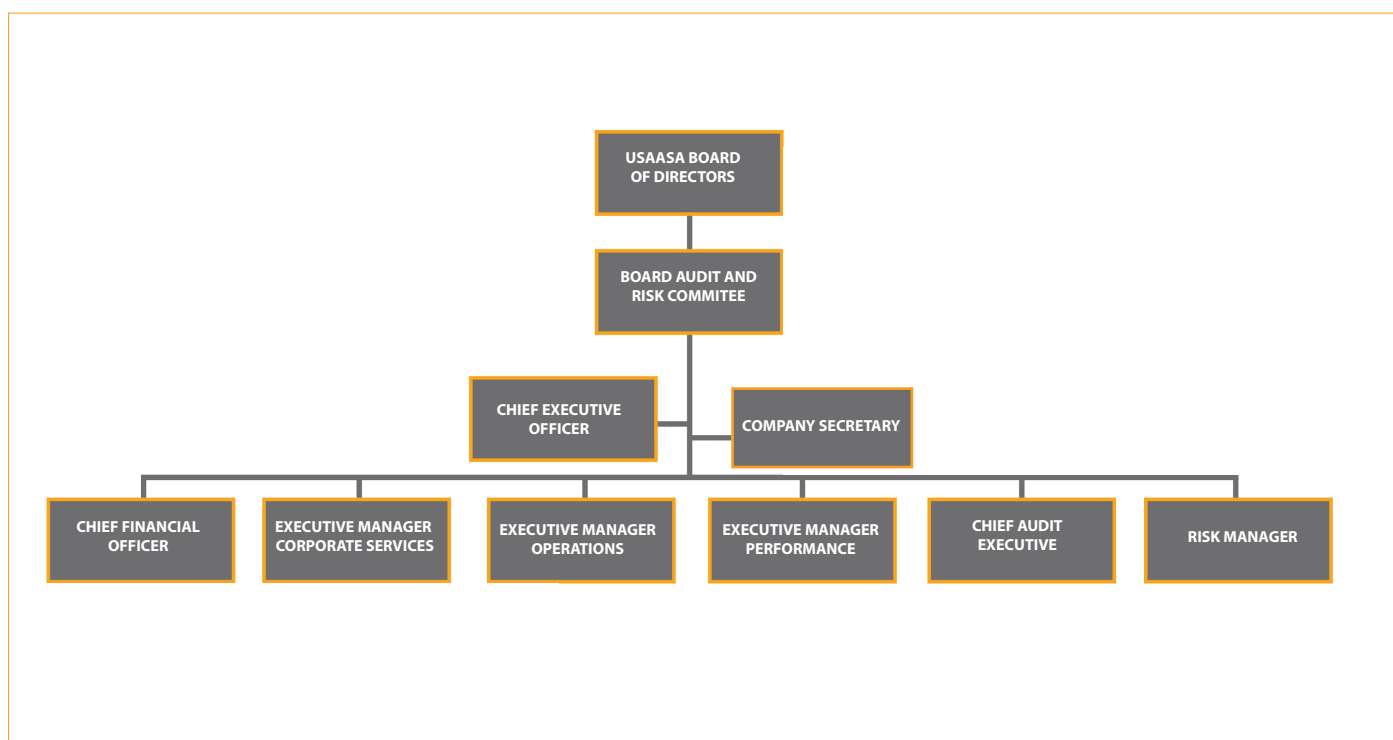 USAASA BOARD
OF DIRECTORS
BOARD AUDIT AND
RISK COMMITEE
CHIEF EXECUTIVE
OFFICER
COMPANY SECRETARY
CHIEF FINANCIAL
OFFICER
EXECUTIVE MANAGER
CORPORATE SERVICES
EXECUTIVE MANAGER
OPERATIONS
EXECUTIVE MANAGER
PERFORMANCE
CHIEF AUDIT
EXECUTIVE
RISK MANAGER